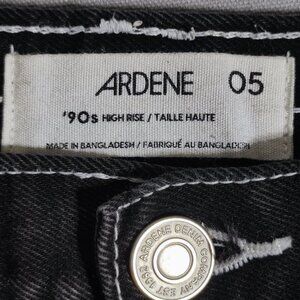 ARDENE 05
'90s HIGH RISE / TAILLE HAUTE
MADE IN BANGLADESH / FABRIQUÉ AU BANGLADESH
ARDENE DENIM COMPANY EST 1982